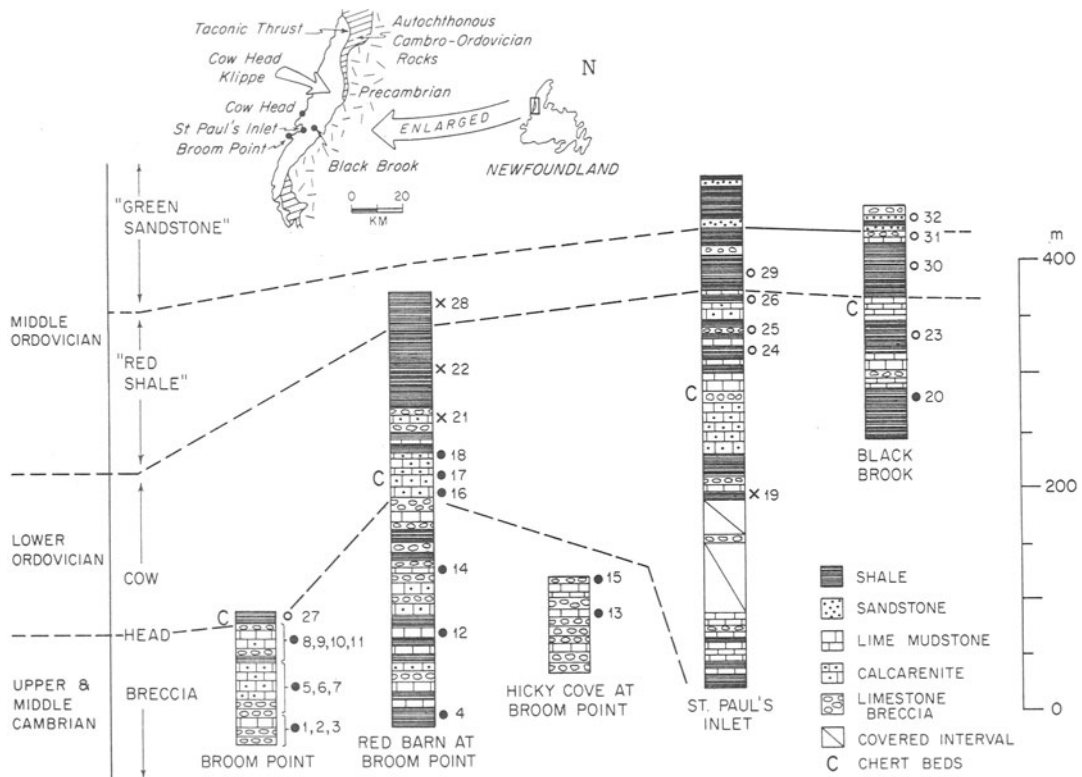 Taconic Thrust
Autochthonous
Cambro-Ordovician
Rocks
Cow Head
Klippe
Precambrian
Cow Head
St Paul's Inlet
Broom Point
Black Brook
0 20
KM
ENLARGED
N
NEWFOUNDLAND
"GREEN
SANDSTONE"
MIDDLE
ORDOVICIAN
"RED
SHALE"
LOWER
ORDOVICIAN
COW
HEAD
BRECCIA
UPPER &
MIDDLE
CAMBRIAN
C
27
8,9,10,11
5,6,7
1,2,3
BROOM POINT
28
22
21
18
C
17
16
14
12
4
RED BARN AT
BROOM POINT
15
13
HICKY COVE AT
BROOM POINT
29
26
25
24
C
19
ST. PAUL'S
INLET
32
31
30
C
23
20
BLACK
BROOK
m
400
200
0
SHALE
SANDSTONE
LIME MUDSTONE
CALCARENITE
LIMESTONE
BRECCIA
COVERED INTERVAL
C CHERT BEDS